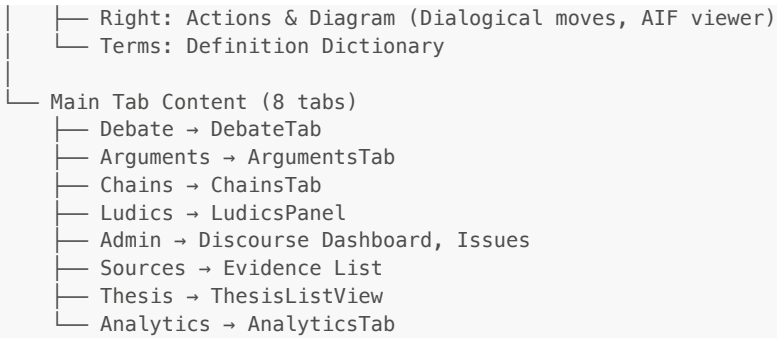 │   ├── Right: Actions & Diagram (Dialogical moves, AIF viewer)
│   └── Terms: Definition Dictionary
│
└── Main Tab Content (8 tabs)
    ├── Debate → DebateTab
    ├── Arguments → ArgumentsTab
    ├── Chains → ChainsTab
    ├── Ludics → LudicsPanel
    ├── Admin → Discourse Dashboard, Issues
    ├── Sources → Evidence List
    ├── Thesis → ThesisListView
    └── Analytics → AnalyticsTab